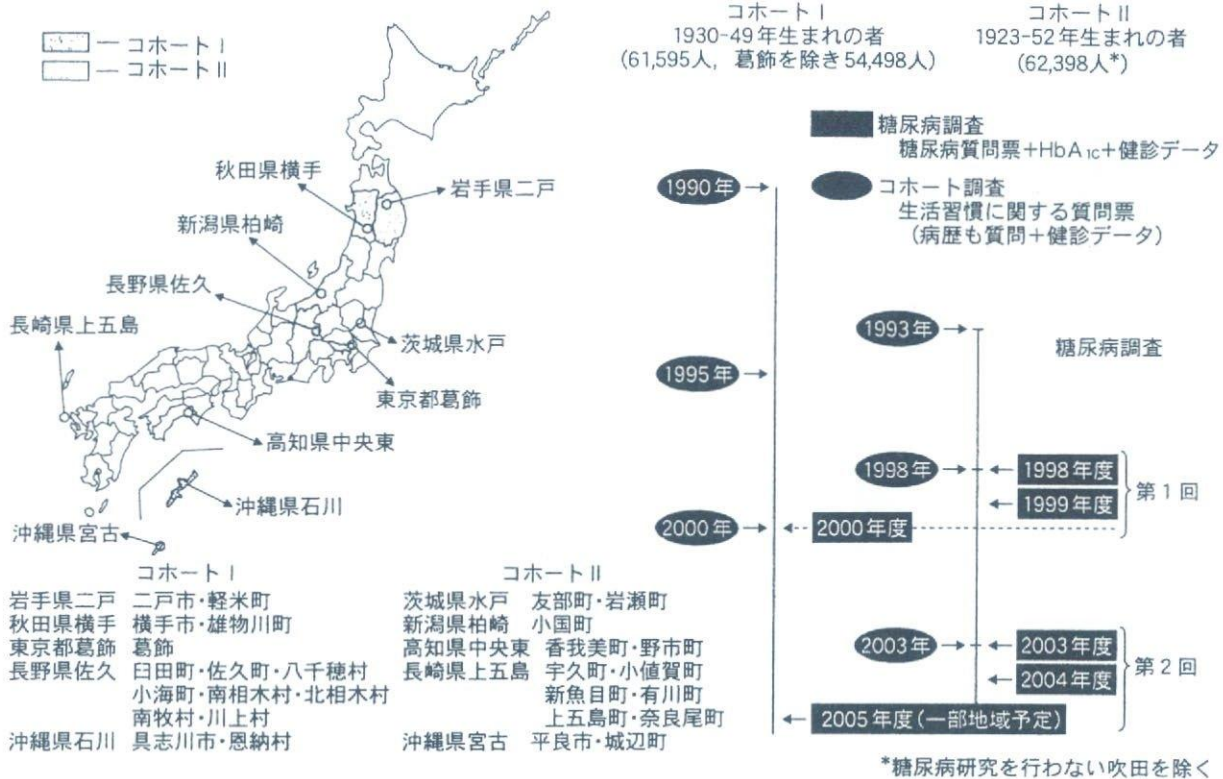 コホートⅠ
1930-49年生まれの者
(61,595人，葛飾を除き54,498人)
コホートⅡ
1923-52年生まれの者
(62,398人*)
— コホートⅠ
— コホートⅡ
糖尿病調査
糖尿病質問票+HbA1C+健診データ
コホート調査
生活習慣に関する質問票
(病歴も質問+健診データ)
秋田県横手
岩手県二戸
新潟県柏崎
長野県佐久
長崎県上五島
茨城県水戸
東京都葛飾
高知県中央東
沖縄県石川
沖縄県宮古
1990年
1993年
糖尿病調査
1995年
1998年
1998年度
1999年度
第1回
2000年
2000年度
2003年
2003年度
2004年度
第2回
2005年度(一部地域予定)
コホートⅠ
岩手県二戸 二戸市・軽米町
秋田県横手 横手市・雄物川町
東京都葛飾 葛飾
長野県佐久 臼田町・佐久町・八千穂村
小海町・南相木村・北相木村
南牧村・川上村
沖縄県石川 具志川市・恩納村
コホートⅡ
茨城県水戸 友部町・岩瀬町
新潟県柏崎 小国町
高知県中央東 香我美町・野市町
長崎県上五島 宇久町・小値賀町
新魚目町・有川町
上五島町・奈良尾町
沖縄県宮古 平良市・城辺町
*糖尿病研究を行わない吹田を除く